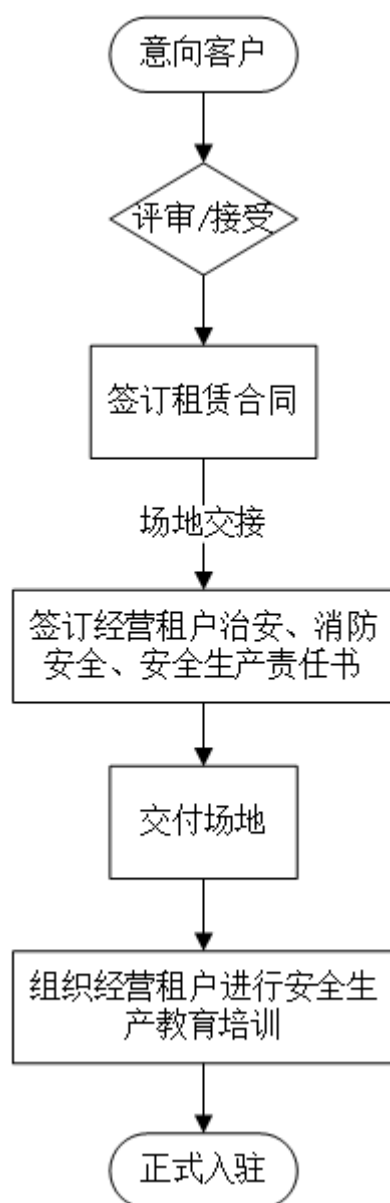 意向客户
评审/接受
签订租赁合同
场地交接
签订经营租户治安、消防
安全、安全生产责任书
交付场地
组织经营租户进行安全生
产教育培训
正式入驻